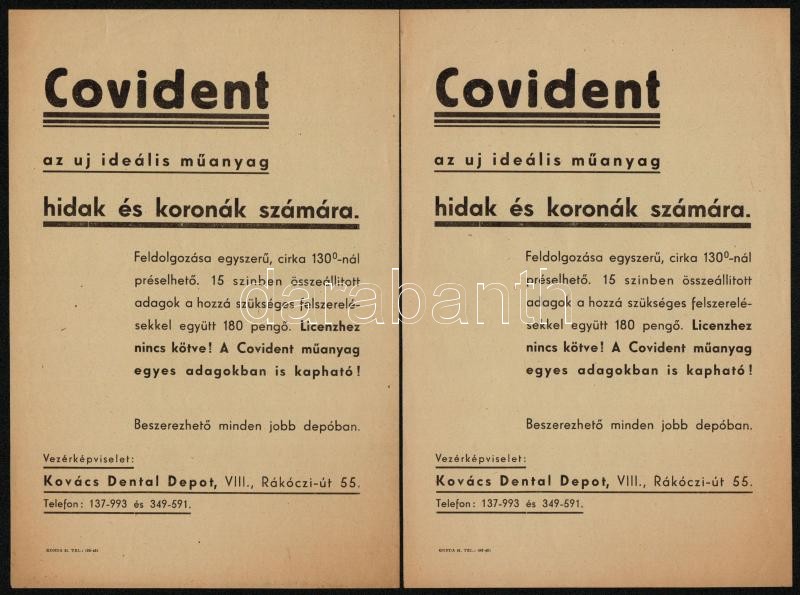 Covident
az uj ideális műanyag
hidak és koronák számára.
Feldolgozása egyszerű, cirka 130⁰-nál
préselhető. 15 szinben összeállitott
adagok a hozzá szükséges felszerelé-
sekkel együtt 180 pengő. Licenzhez
nincs kötve! A Covident műanyag
egyes adagokban is kapható!
Beszerezhető minden jobb depóban.
Vezérképviselet:
Kovács Dental Depot, VIII., Rákóczi-út 55.
Telefon: 137-993 és 349-591.
Covident
az uj ideális műanyag
hidak és koronák számára.
Feldolgozása egyszerű, cirka 130⁰-nál
préselhető. 15 szinben összeállitott
adagok a hozzá szükséges felszerelé-
sekkel együtt 180 pengő. Licenzhez
nincs kötve! A Covident műanyag
egyes adagokban is kapható!
Beszerezhető minden jobb depóban.
Vezérképviselet:
Kovács Dental Depot, VIII., Rákóczi-út 55.
Telefon: 137-993 és 349-591.
darabanth